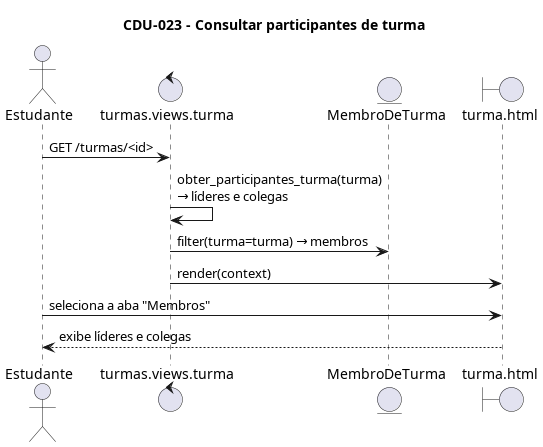 CDU-023 - Consultar participantes de turma
Estudante
turmas.views.turma
MembroDeTurma
turma.html
GET /turmas/<id>
obter_participantes_turma(turma)
→ líderes e colegas
filter(turma=turma) → membros
render(context)
seleciona a aba "Membros"
exibe líderes e colegas
Estudante
turmas.views.turma
MembroDeTurma
turma.html